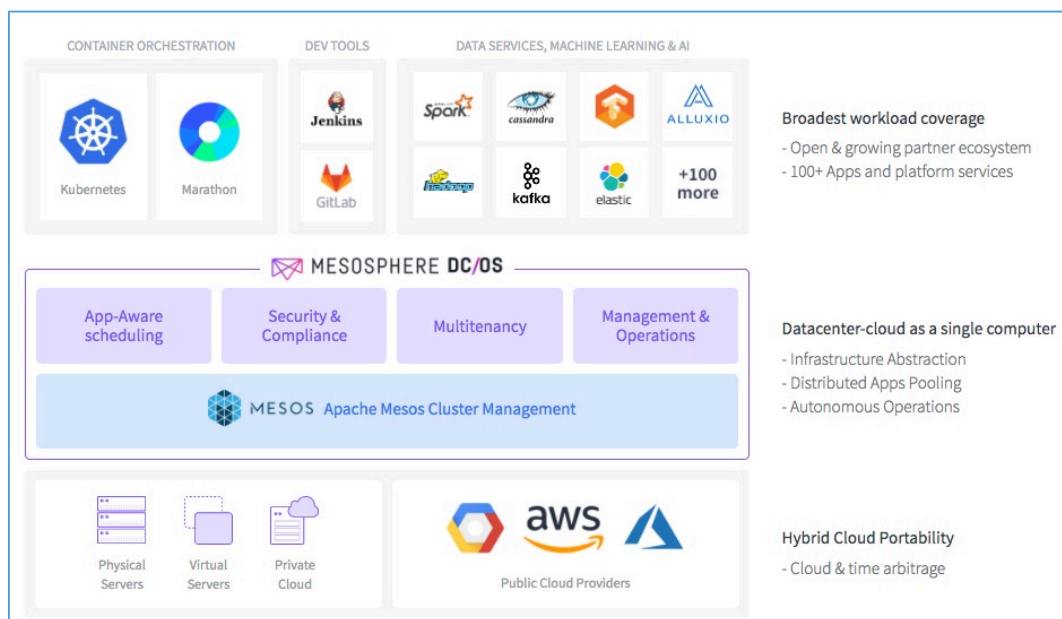 CONTAINER ORCHESTRATION
DEV TOOLS
DATA SERVICES, MACHINE LEARNING & AI
Kubernetes
Marathon
Jenkins
GitLab
Spark
cassandra
ALLUXIO
hadoop
kafka
elastic
+100
more
Broadest workload coverage
- Open & growing partner ecosystem
- 100+ Apps and platform services
MESOSPHERE DC/OS
App-Aware
scheduling
Security &
Compliance
Multitenancy
Management &
Operations
MESOS Apache Mesos Cluster Management
Datacenter-cloud as a single computer
- Infrastructure Abstraction
- Distributed Apps Pooling
- Autonomous Operations
Physical
Servers
Virtual
Servers
Private
Cloud
aws
Public Cloud Providers
Hybrid Cloud Portability
- Cloud & time arbitrage